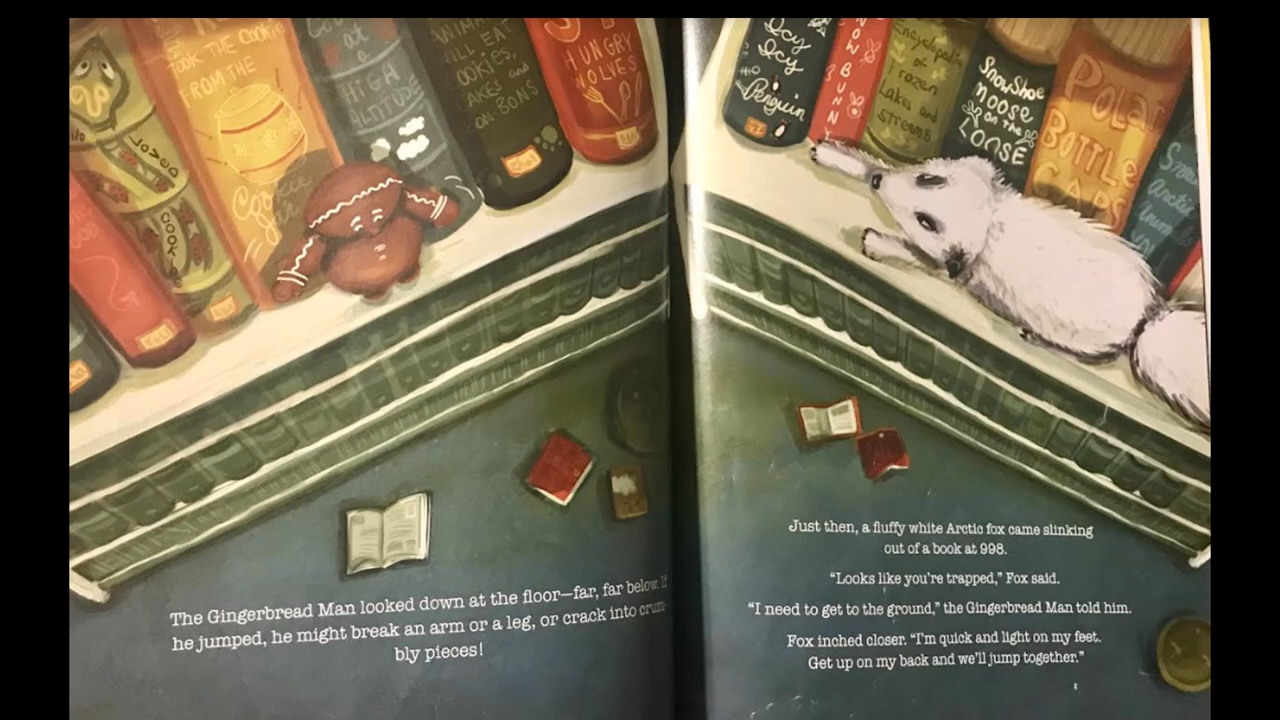 TOOK THE COOKIE
FROM THE
Cookie
Jar
at a
HIGH
ALTITUDE
ILL EAT
COOKIES,
CAKES and
ON-BONS
HUNGRY
WOLVES
Icy
Icy
Penguin
BUNNY
Encyclopedia
of
Frozen
Lakes and
streams
SnowShoe
MOOSE
on the
LOOSE
Polar
BOTTLE
CAPS
The Gingerbread Man looked down at the floor—far, far below. If
he jumped, he might break an arm or a leg, or crack into crum-
bly pieces!
Just then, a fluffy white Arctic fox came slinking
out of a book at 998.
“Looks like you’re trapped,” Fox said.
“I need to get to the ground,” the Gingerbread Man told him.
Fox inched closer. “I’m quick and light on my feet.
Get up on my back and we’ll jump together.”